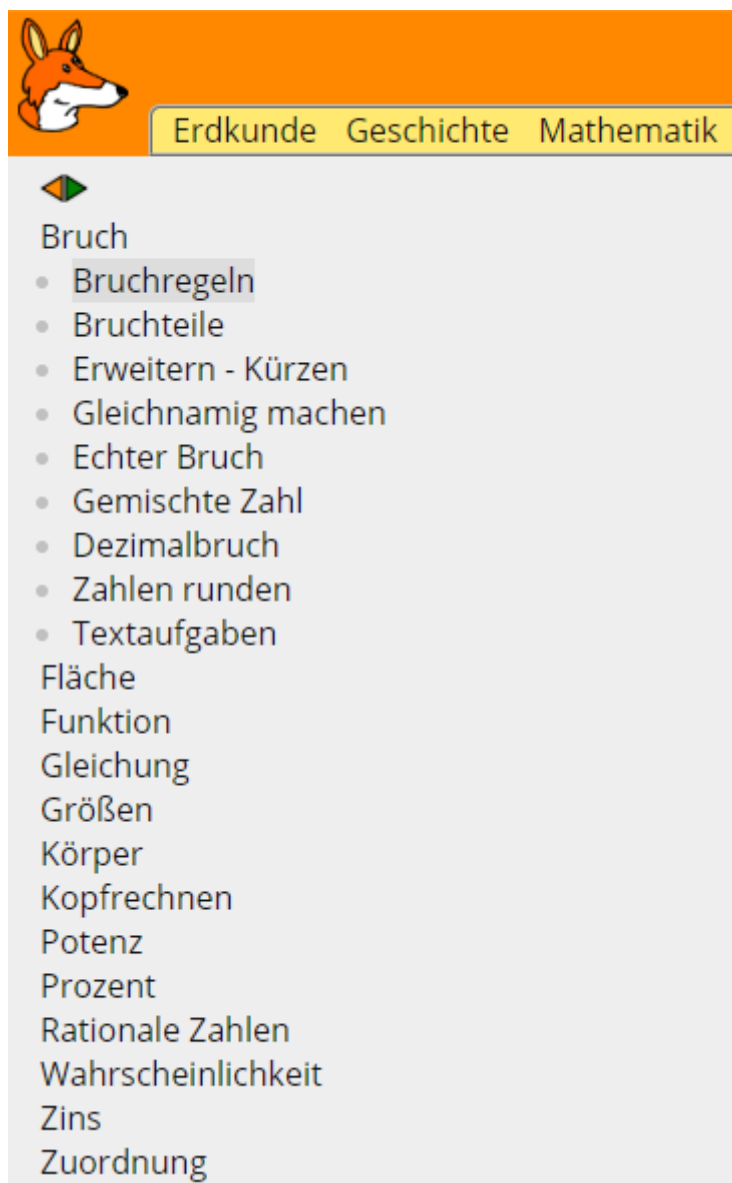 Erdkunde Geschichte Mathematik
Bruch
Bruchregeln
Bruchteile
Erweitern - Kürzen
Gleichnamig machen
Echter Bruch
Gemischte Zahl
Dezimalbruch
Zahlen runden
Textaufgaben
Fläche
Funktion
Gleichung
Größen
Körper
Kopfrechnen
Potenz
Prozent
Rationale Zahlen
Wahrscheinlichkeit
Zins
Zuordnung